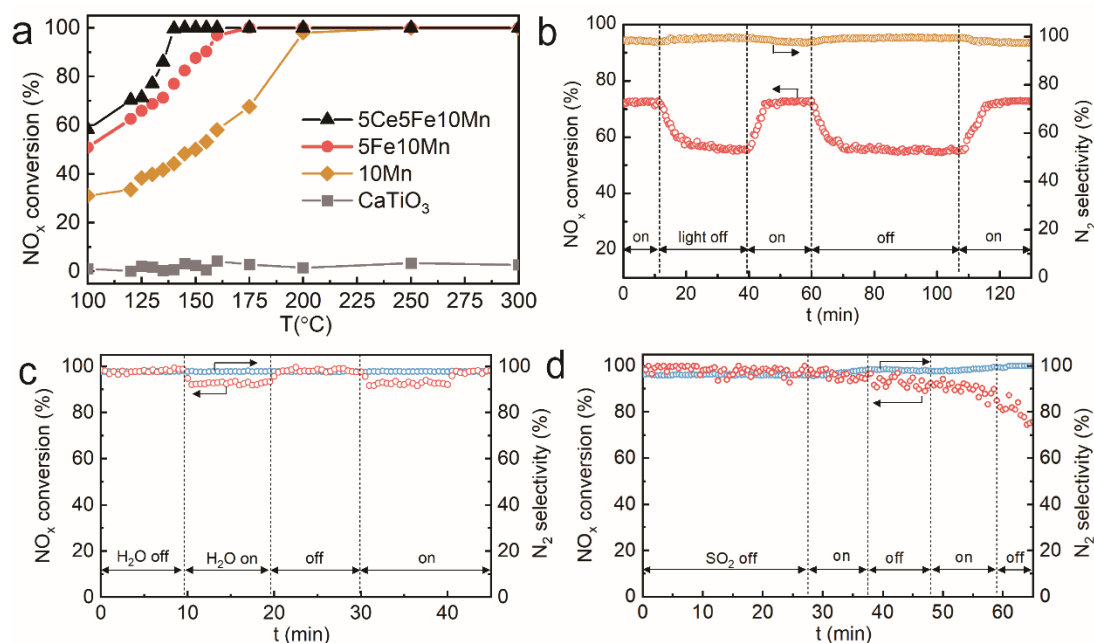 a
NOx conversion (%)
100
80
60
40
20
0
5Ce5Fe10Mn
5Fe10Mn
10Mn
CaTiO3
100 125 150 175 200 225 250 275 300
T(°C)
b
NOx conversion (%)
100
80
60
40
20
100
80
60
40
20
0
N2 selectivity (%)
on light off on off on
0 20 40 60 80 100 120
t (min)
c
NOx conversion (%)
100
80
60
40
20
0
100
80
60
40
20
0
N2 selectivity (%)
H2O off H2O on off on
0 10 20 30 40
t (min)
d
NOx conversion (%)
100
80
60
40
20
0
100
80
60
40
20
0
N2 selectivity (%)
SO2 off on off on off
0 10 20 30 40 50 60
t (min)